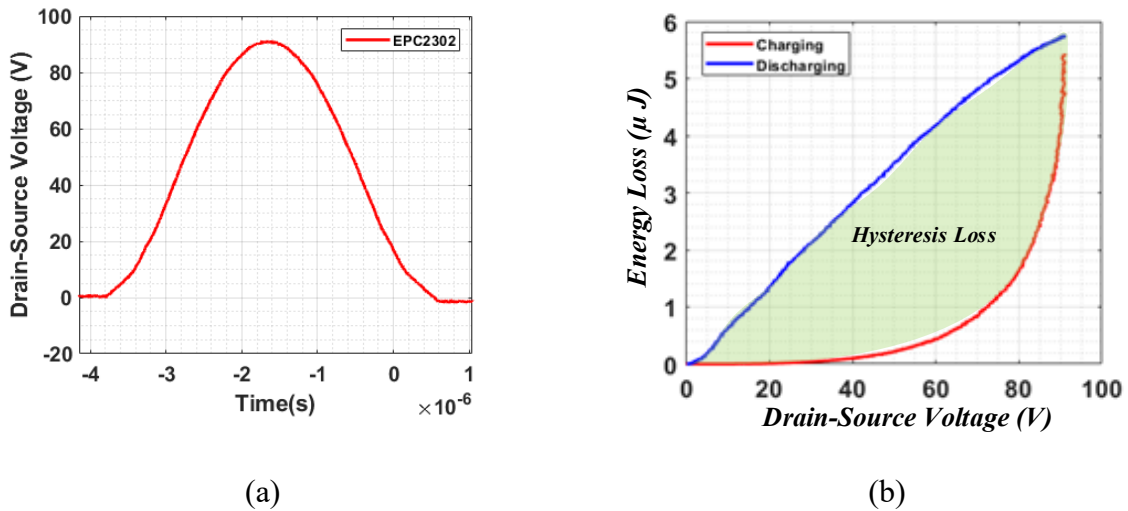 100
80
60
40
20
0
-20
-4
-3
-2
-1
0
1
×10⁻⁶
Time(s)
Drain-Source Voltage (V)
EPC2302
(a)
6
5
4
3
2
1
0
0
20
40
60
80
100
Drain-Source Voltage (V)
Energy Loss (μ J)
Charging
Discharging
Hysteresis Loss
(b)